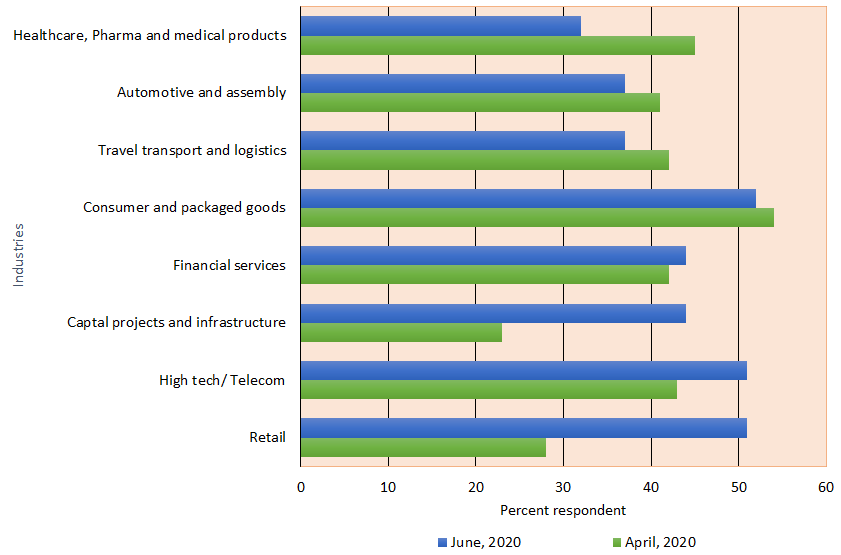 Healthcare, Pharma and medical products
Automotive and assembly
Travel transport and logistics
Consumer and packaged goods
Financial services
Captal projects and infrastructure
High tech/ Telecom
Retail
Industries
0 10 20 30 40 50 60
Percent respondent
June, 2020 April, 2020